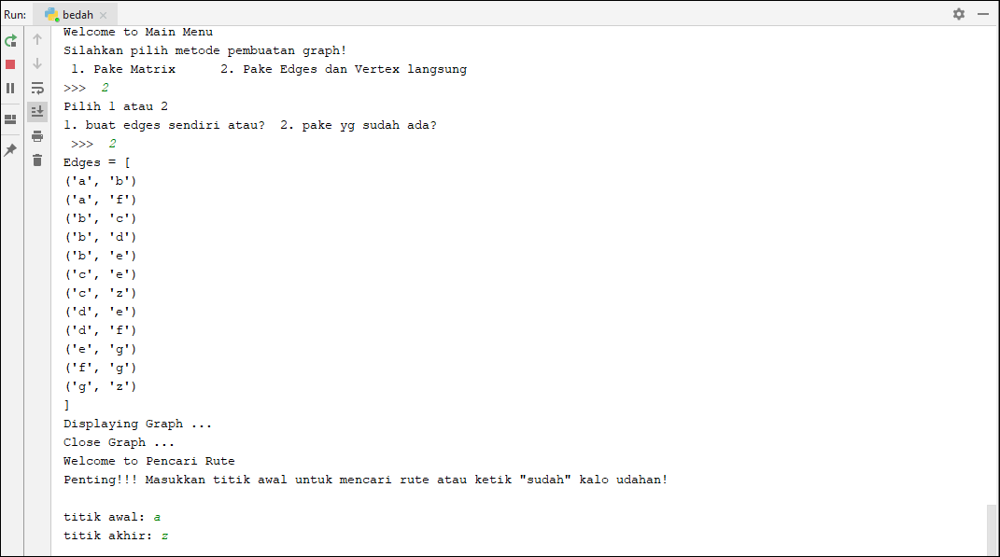 Run: bedah
Welcome to Main Menu
Silahkan pilih metode pembuatan graph!
 1. Pake Matrix      2. Pake Edges dan Vertex langsung
>>>  2
Pilih 1 atau 2
1. buat edges sendiri atau?  2. pake yg sudah ada?
 >>>  2
Edges = [
('a', 'b')
('a', 'f')
('b', 'c')
('b', 'd')
('b', 'e')
('c', 'e')
('c', 'z')
('d', 'e')
('d', 'f')
('e', 'g')
('f', 'g')
('g', 'z')
]
Displaying Graph ...
Close Graph ...
Welcome to Pencari Rute
Penting!!! Masukkan titik awal untuk mencari rute atau ketik "sudah" kalo udahan!
titik awal: a
titik akhir: z